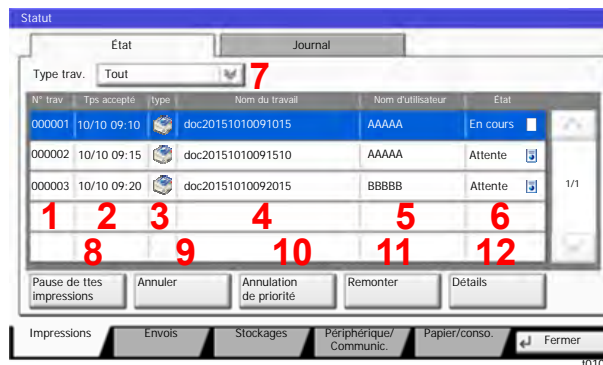 Statut
État Journal
Type trav. Tout 7
N° trav Tps accepté type Nom du travail Nom d'utilisateur État
000001 10/10 09:10 doc20151010091015 AAAAA En cours
000002 10/10 09:15 doc20151010091510 AAAAA Attente
000003 10/10 09:20 doc20151010092015 BBBBB Attente 1/1
1 2 3 4 5 6
8 9 10 11 12
Pause de ttes impressions Annuler Annulation de priorité Remonter Détails
Impressions Envois Stockages Périphérique/ Communic. Papier/conso. Fermer